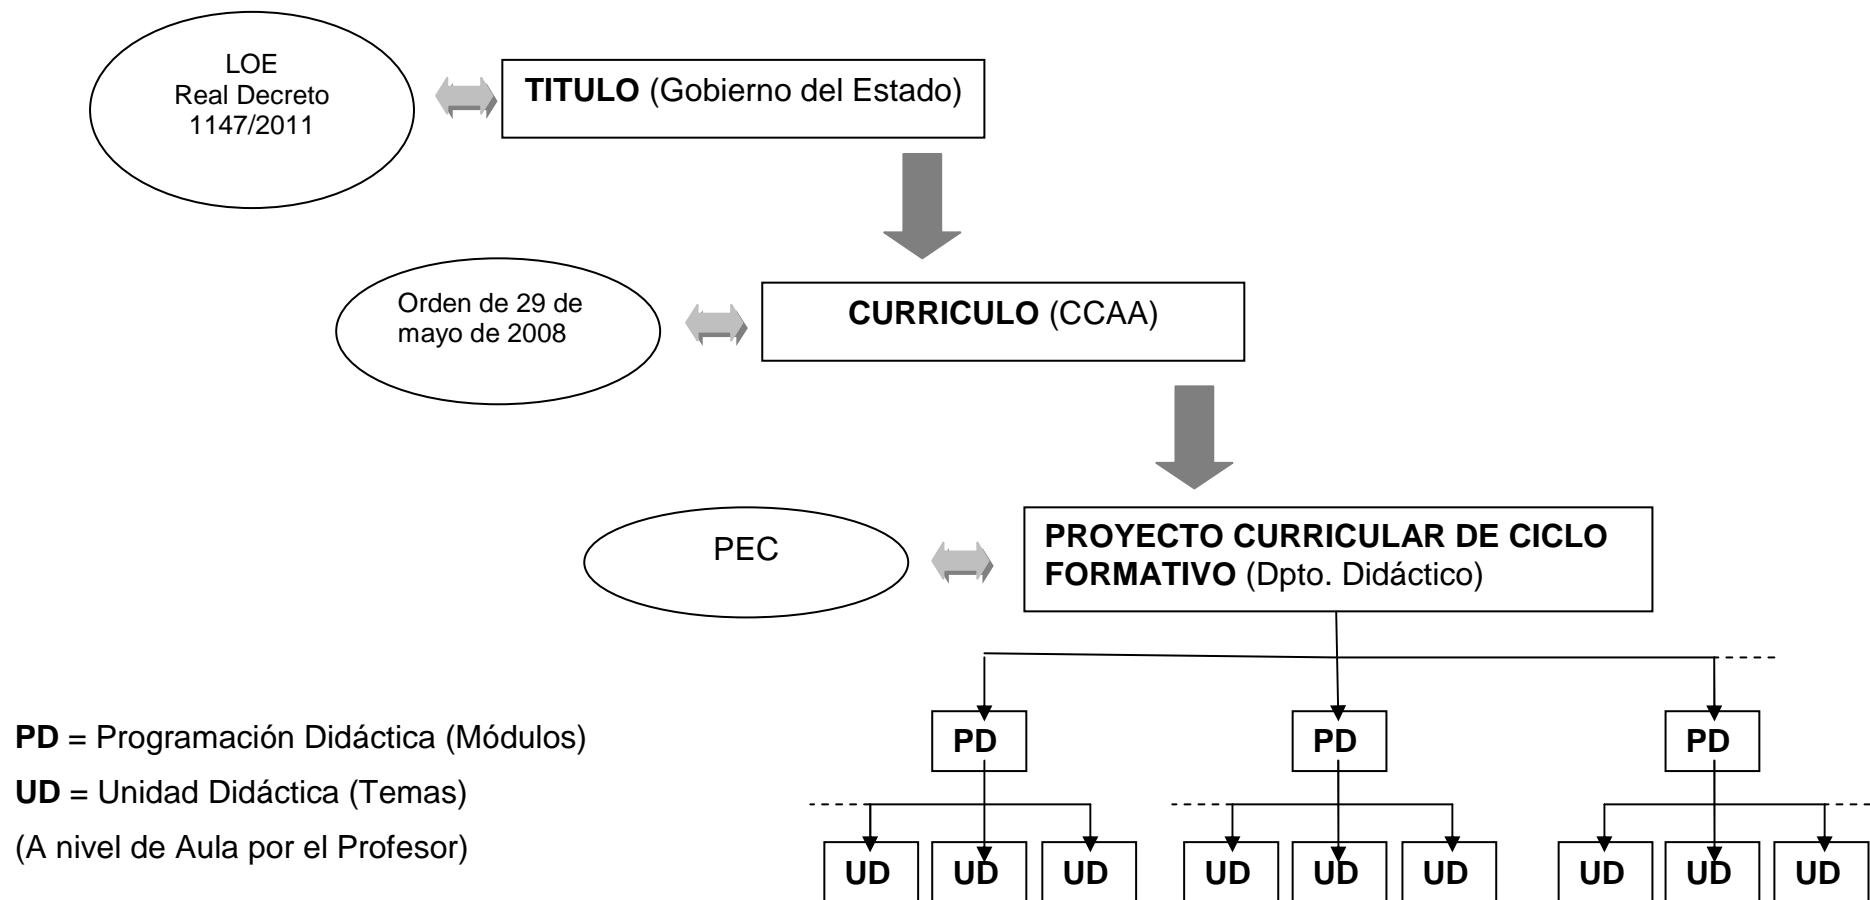 LOE
Real Decreto
1147/2011
TITULO (Gobierno del Estado)
Orden de 29 de
mayo de 2008
CURRICULO (CCAA)
PEC
PROYECTO CURRICULAR DE CICLO
FORMATIVO (Dpto. Didáctico)
PD = Programación Didáctica (Módulos)
UD = Unidad Didáctica (Temas)
(A nivel de Aula por el Profesor)
PD
PD
PD
UD
UD
UD
UD
UD
UD
UD
UD
UD